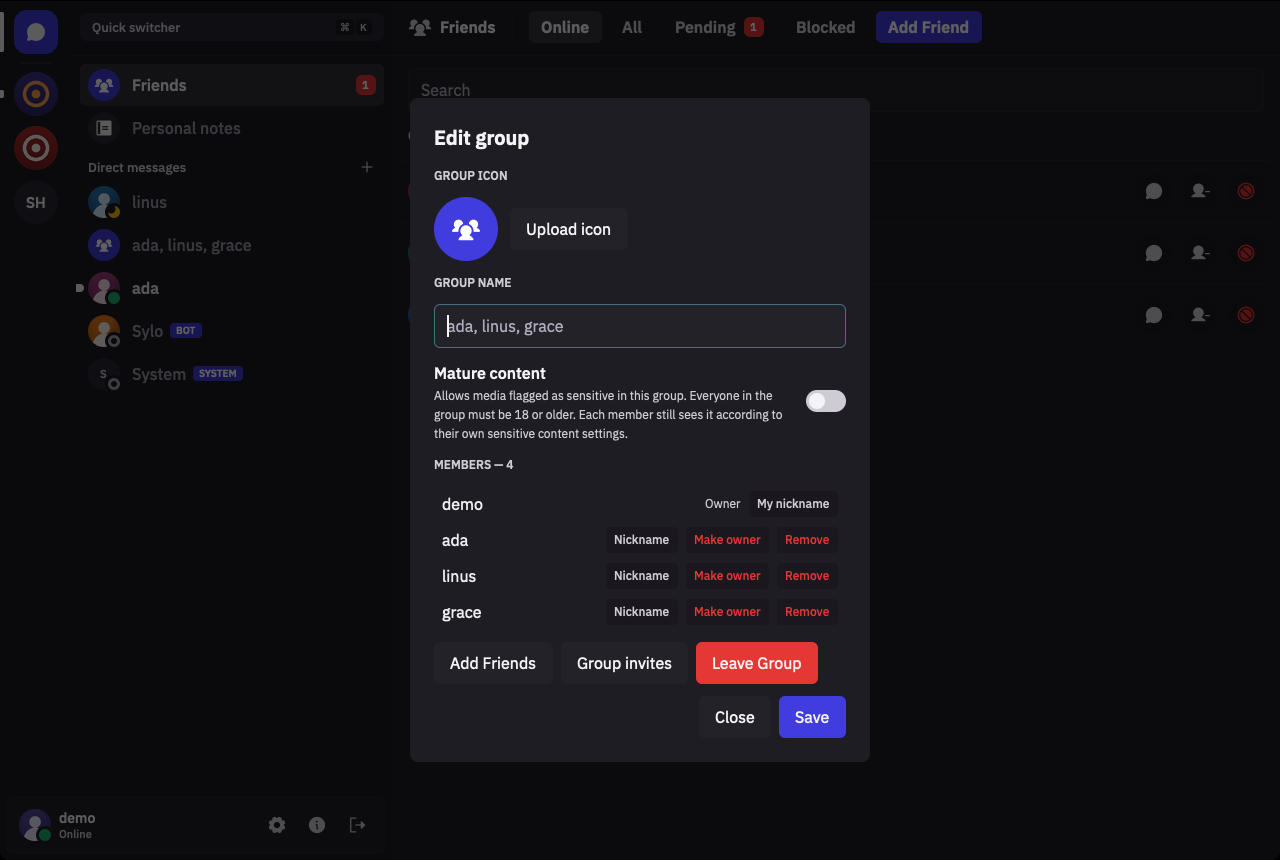 Quick switcher
⌘ K
Friends
Online
All
Pending 1
Blocked
Add Friend
Friends 1
Search
Personal notes
Direct messages
SH
linus
ada, linus, grace
ada
Sylo BOT
S System SYSTEM
demo
Online
Edit group
GROUP ICON
Upload icon
GROUP NAME
ada, linus, grace
Mature content
Allows media flagged as sensitive in this group. Everyone in the
group must be 18 or older. Each member still sees it according to
their own sensitive content settings.
MEMBERS — 4
demo Owner My nickname
ada Nickname Make owner Remove
linus Nickname Make owner Remove
grace Nickname Make owner Remove
Add Friends Group invites Leave Group
Close Save